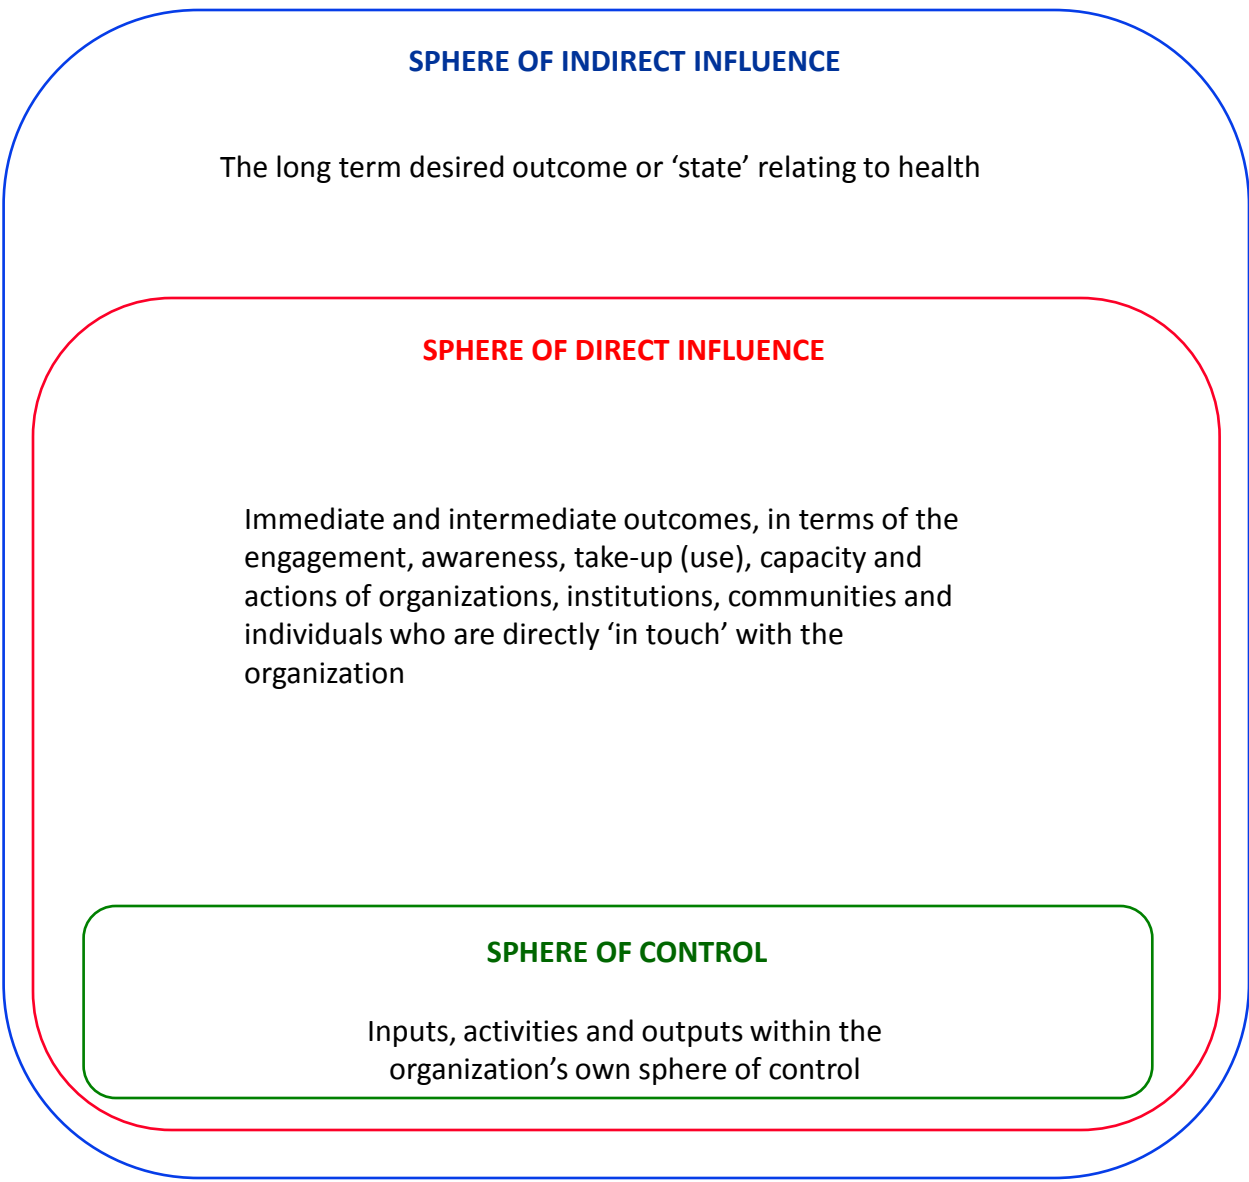 SPHERE OF INDIRECT INFLUENCE
The long term desired outcome or ‘state’ relating to health
SPHERE OF DIRECT INFLUENCE
Immediate and intermediate outcomes, in terms of the
engagement, awareness, take-up (use), capacity and
actions of organizations, institutions, communities and
individuals who are directly ‘in touch’ with the
organization
SPHERE OF CONTROL
Inputs, activities and outputs within the
organization’s own sphere of control